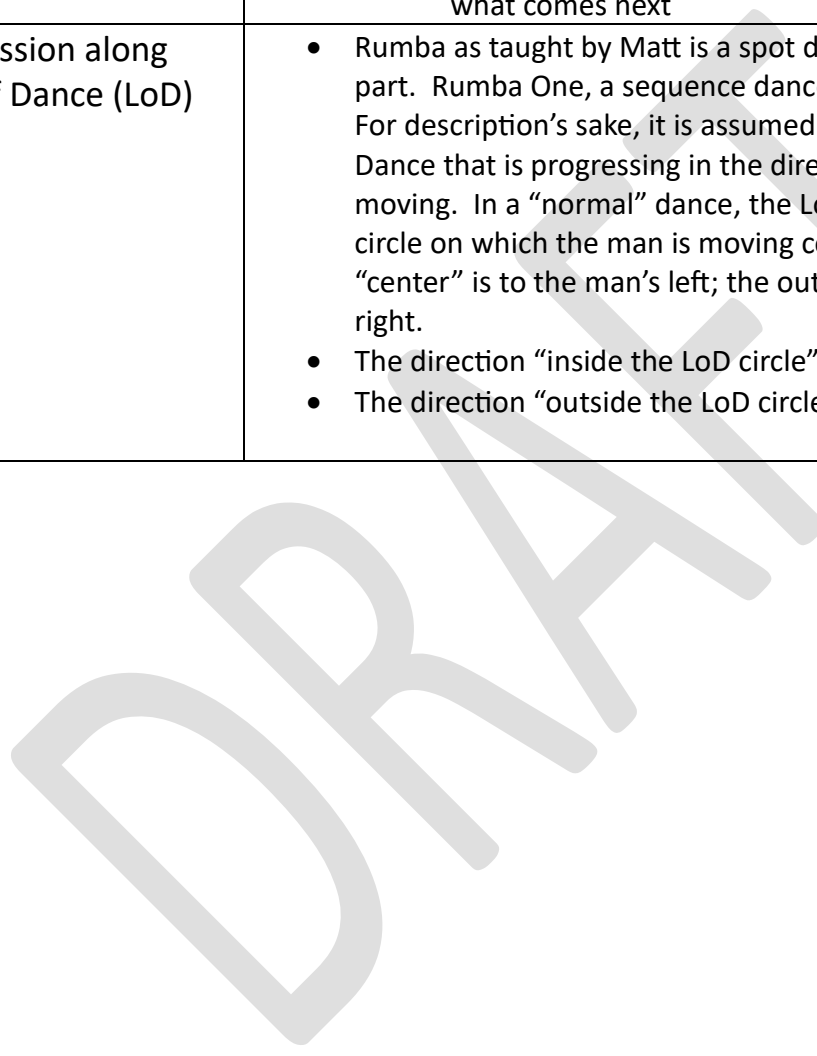 what comes next
ssion along
• Rumba as taught by Matt is a spot d
Dance (LoD)
part. Rumba One, a sequence danc
For description's sake, it is assumed
Dance that is progressing in the dire
moving. In a “normal” dance, the L
circle on which the man is moving c
“center” is to the man's left; the out
right.
• The direction “inside the LoD circle”
• The direction “outside the LoD circl
DRAFT